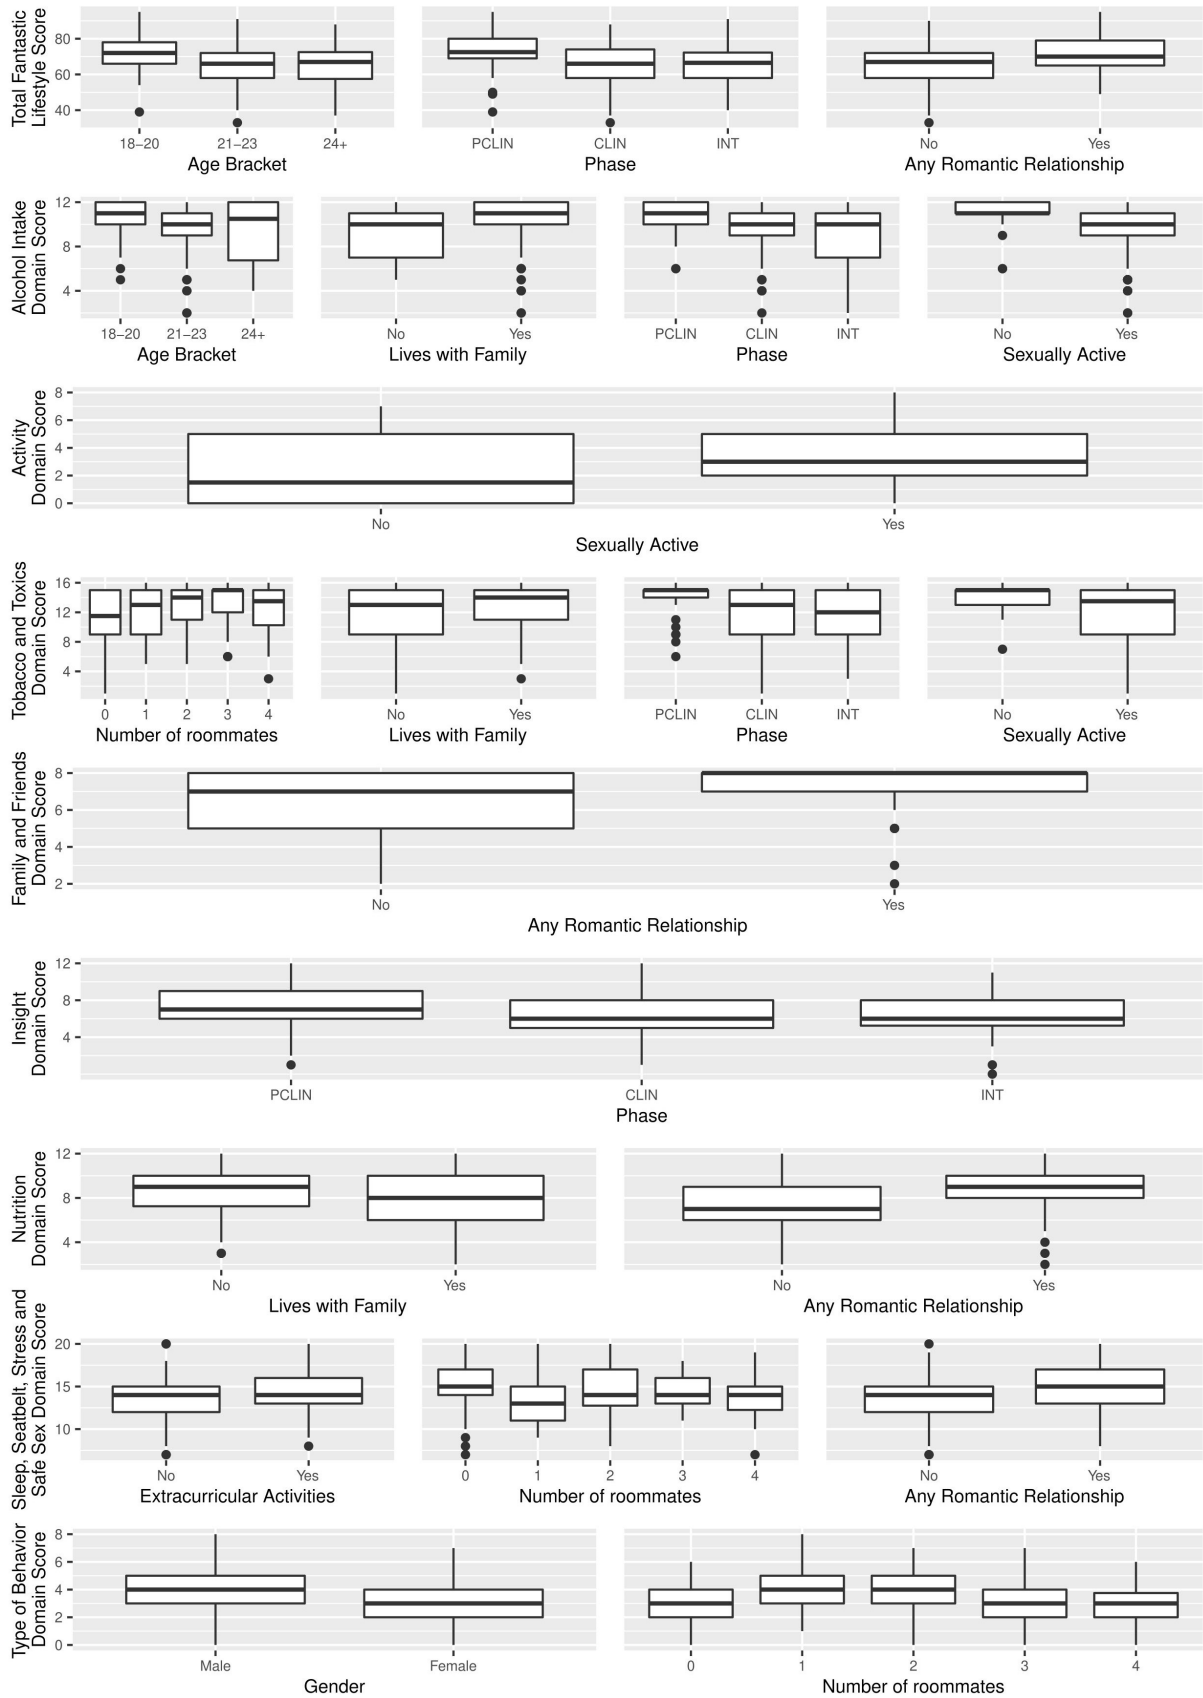 Total Fantastic
Lifestyle Score
80
60
40
18–20 21–23 24+
Age Bracket
PCLIN CLIN INT
Phase
No Yes
Any Romantic Relationship
Alcohol Intake
Domain Score
12
8
4
18–20 21–23 24+
Age Bracket
No Yes
Lives with Family
PCLIN CLIN INT
Phase
No Yes
Sexually Active
Activity
Domain Score
8
6
4
2
0
No Yes
Sexually Active
Tobacco and Toxics
Domain Score
16
12
8
4
0 1 2 3 4
Number of roommates
No Yes
Lives with Family
PCLIN CLIN INT
Phase
No Yes
Sexually Active
Family and Friends
Domain Score
8
6
4
2
No Yes
Any Romantic Relationship
Insight
Domain Score
12
8
4
PCLIN CLIN INT
Phase
Nutrition
Domain Score
12
8
4
No Yes
Lives with Family
No Yes
Any Romantic Relationship
Sleep, Seatbelt, Stress and
Safe Sex Domain Score
20
15
10
No Yes
Extracurricular Activities
0 1 2 3 4
Number of roommates
No Yes
Any Romantic Relationship
Type of Behavior
Domain Score
8
6
4
2
0
Male Female
Gender
0 1 2 3 4
Number of roommates